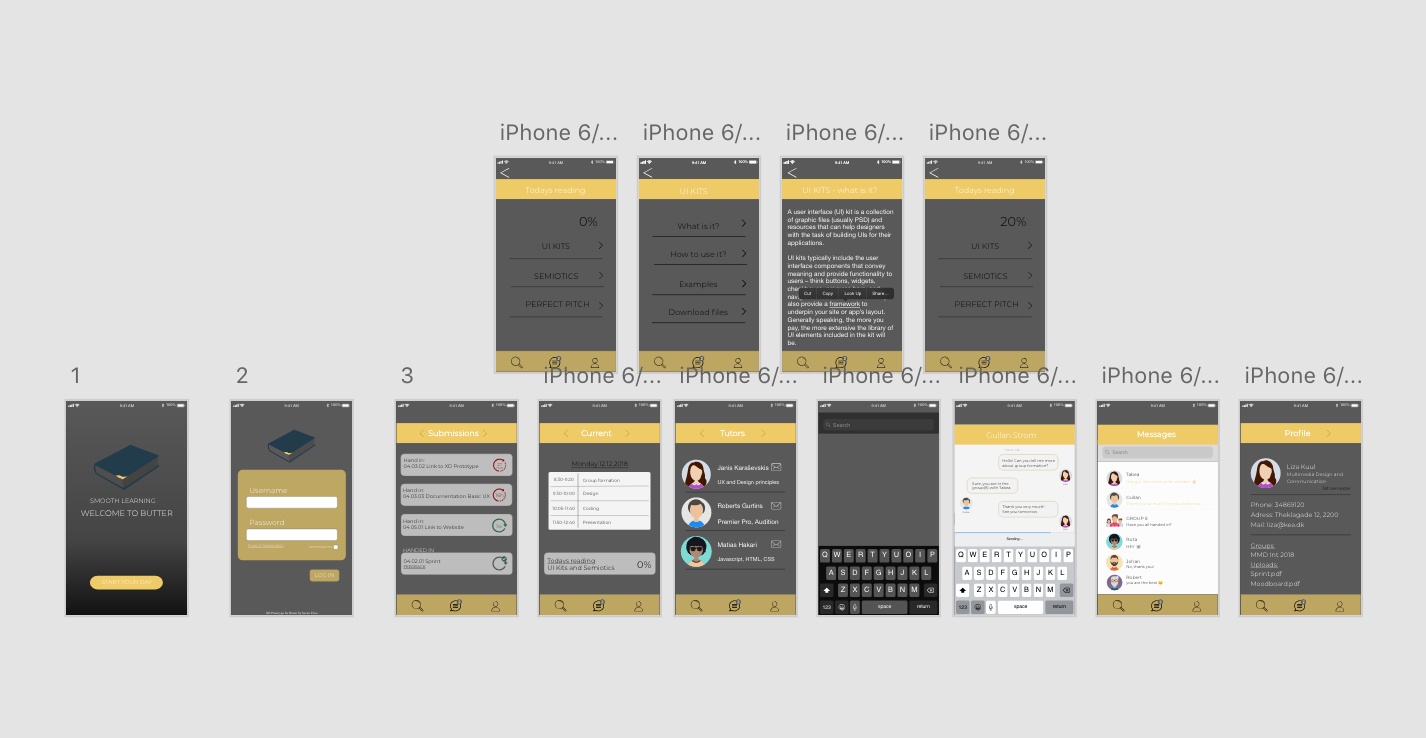 iPhone 6/...
iPhone 6/...
iPhone 6/...
iPhone 6/...
9:41 AM
100%
Todays reading
0%
UI KITS
SEMIOTICS
PERFECT PITCH
9:41 AM
100%
UI KITS
What is it?
How to use it?
Examples
Download files
9:41 AM
100%
UI KITS - what is it?
A user interface (UI) kit is a collection
of graphic files (usually PSD) and
resources that can help designers
with the task of building UIs for their
applications.
UI kits typically include the user
interface components that convey
meaning and provide functionality to
users – think buttons, widgets,
Cut Copy Look Up Share...
also provide a framework to
underpin your site or app's layout.
Generally speaking, the more you
pay, the more extensive the library of
UI elements included in the kit will
be.
9:41 AM
100%
Todays reading
20%
UI KITS
SEMIOTICS
PERFECT PITCH
1
2
3
iPhone 6/...
iPhone 6/...
iPhone 6/...
iPhone 6/...
iPhone 6/...
iPhone 6/...
9:41 AM
100%
SMOOTH LEARNING
WELCOME TO BUTTER
START YOUR DAY
9:41 AM
100%
Username
Password
LOG IN
9:41 AM
100%
Submissions
Hand in:
04.03.02 Link to XD Prototype
Hand in:
04.03.03 Documentation Basic UX
Hand in:
04.05.01 Link to Website
HANDED IN
04.02.01 Sprint
9:41 AM
100%
Current
Monday 12.12.2018
8:30-9:20 Group formation
9:30-10:00 Design
10:05-11:40 Coding
11:50-12:40 Presentation
Todays reading
UI Kits and Semiotics
0%
9:41 AM
100%
Tutors
Janis Karaševskis
UX and Design principles
Roberts Gurtins
Premier Pro, Audition
Matias Hakari
Javascript, HTML, CSS
9:41 AM
100%
Search
Q W E R T Y U O I P
A S D F G H J K L
Z X C V B N M
123 space return
9:41 AM
100%
Cullan Strom
Hello! Can you tell me more
about group formation?
Sure, you are in the
group(8) with Talisa.
Thank you very much!
See you tomorrow.
Sending...
Q W E R T Y U O I P
A S D F G H J K L
Z X C V B N M
123 space return
9:41 AM
100%
Messages
Search
Talisa
Cullan
GROUP 8
Have you all handed in?
Ruta
Johan
No, thank you!
Robert
you are the best
9:41 AM
100%
Profile
Liza Kuul
Multimedia Design and
Communication
Phone: 34869120
Adress: Theklagade 12, 2200
Mail: liza@kea.dk
Groups:
MMD Int 2018
Uploads:
Sprint.pdf
Moodboard.pdf